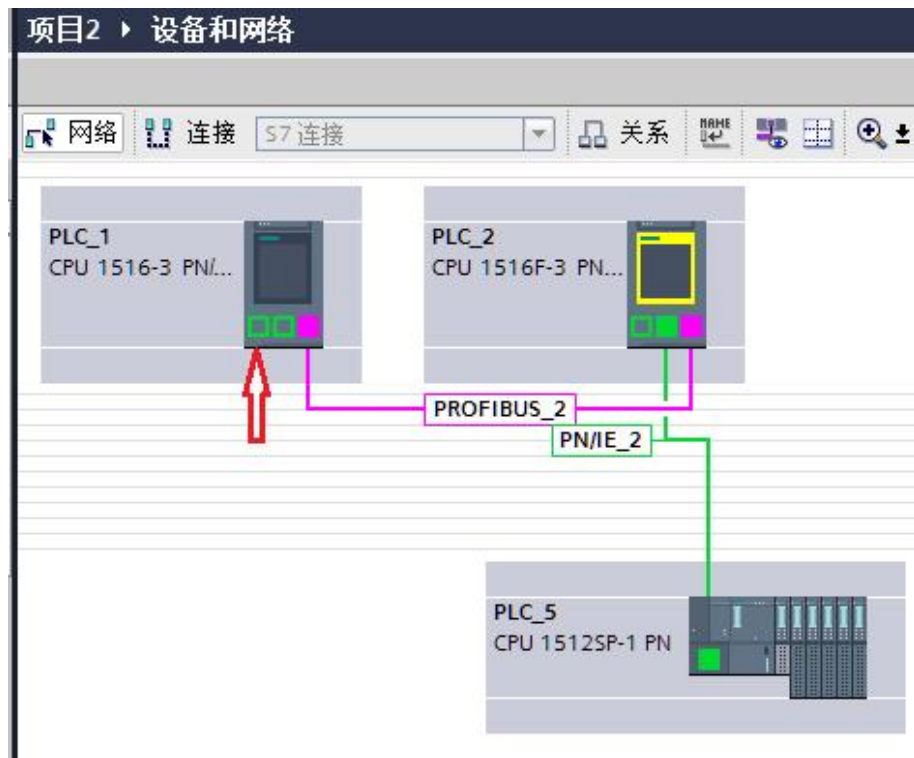 项目2 ▸ 设备和网络
网络 连接 S7 连接 关系 NAME
PLC_1
CPU 1516-3 PN/...
PLC_2
CPU 1516F-3 PN...
PROFIBUS_2
PN/IE_2
PLC_5
CPU 1512SP-1 PN